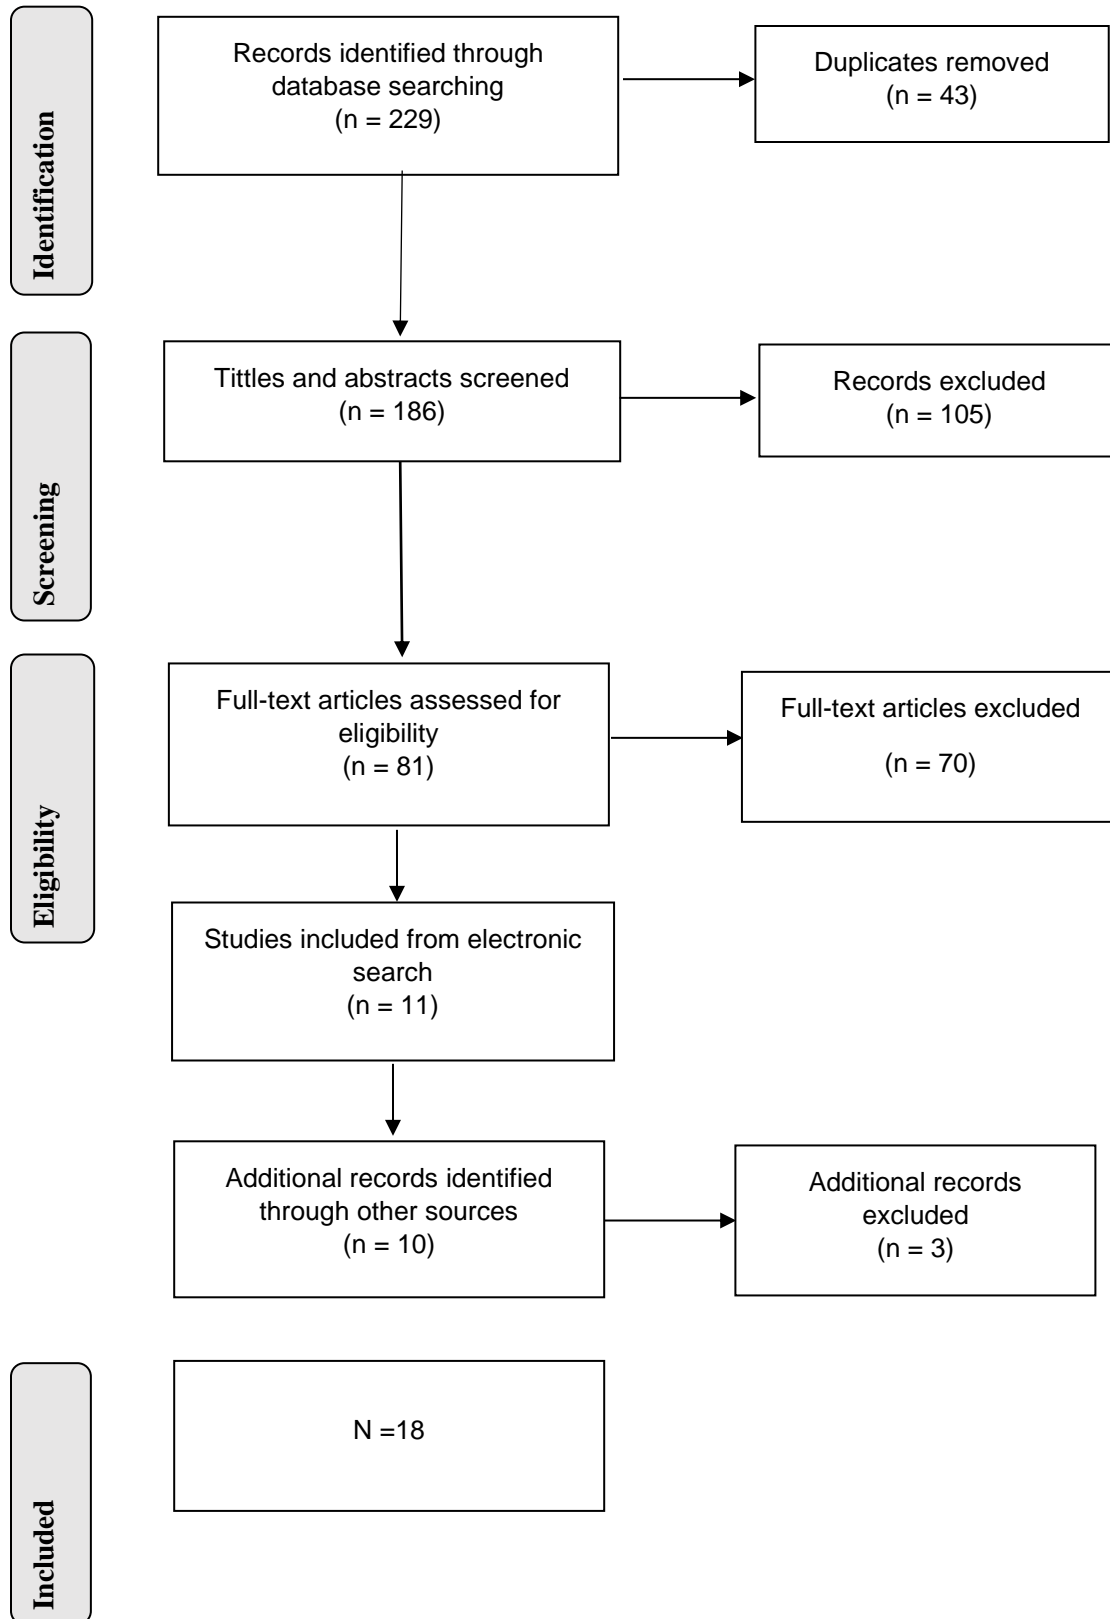 Identification
Records identified through
database searching
(n = 229)
Duplicates removed
(n = 43)
Screening
Tittles and abstracts screened
(n = 186)
Records excluded
(n = 105)
Eligibility
Full-text articles assessed for
eligibility
(n = 81)
Full-text articles excluded
(n = 70)
Studies included from electronic
search
(n = 11)
Additional records identified
through other sources
(n = 10)
Additional records
excluded
(n = 3)
Included
N =18